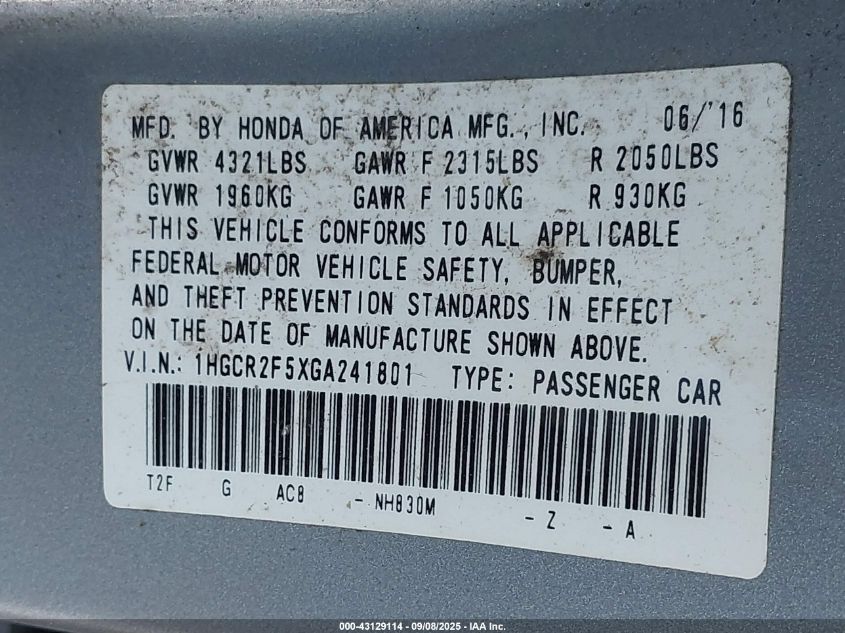 MFD. BY HONDA OF AMERICA MFG., INC. 06/'16
GVWR 4321LBS GAWR F 2315LBS R 2050LBS
GVWR 1960KG GAWR F 1050KG R 930KG
THIS VEHICLE CONFORMS TO ALL APPLICABLE
FEDERAL MOTOR VEHICLE SAFETY, BUMPER,
AND THEFT PREVENTION STANDARDS IN EFFECT
ON THE DATE OF MANUFACTURE SHOWN ABOVE.
V.I.N.: 1HGCR2F5XGA241801 TYPE: PASSENGER CAR
T2F G AC8 - NH830M - Z - A
000-43129114 - 09/08/2025 - IAA Inc.